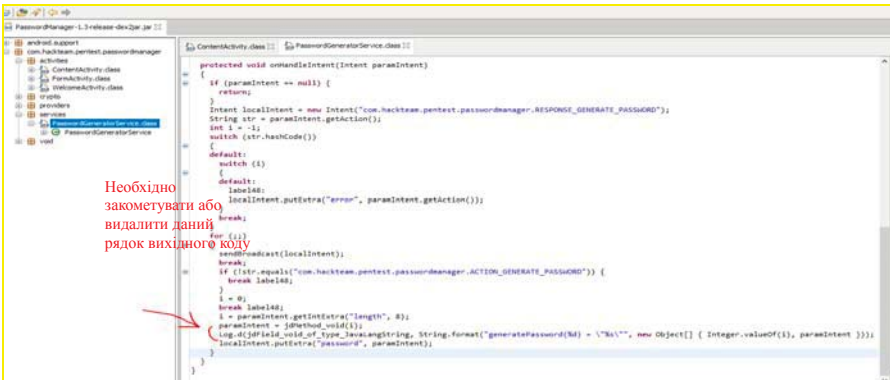 PasswordManager-1.3-release-dex2jar.jar
android.support
com.hackteam.pentest.passwordmanager
activities
ContentActivity.class
FormActivity.class
WelcomeActivity.class
crypto
providers
services
PasswordGeneratorService.class
PasswordGeneratorService
void
ContentActivity.class
PasswordGeneratorService.class
protected void onHandleIntent(Intent paramIntent)
{
if (paramIntent == null) {
return;
}
Intent localIntent = new Intent("com.hackteam.pentest.passwordmanager.RESPONSE_GENERATE_PASSWORD");
String str = paramIntent.getAction();
int i = -1;
switch (str.hashCode())
{
default:
switch (i)
{
default:
label48:
localIntent.putExtra("error", paramIntent.getAction());
}
break;
}
for (;;)
{
sendBroadcast(localIntent);
break;
if (!str.equals("com.hackteam.pentest.passwordmanager.ACTION_GENERATE_PASSWORD")) {
break label48;
}
i = 0;
break label48;
i = paramIntent.getIntExtra("length", 8);
paramIntent = jdMethod_void(i);
Log.d(jdField_void_of_type_JavaLangString, String.format("generatePassword(%d) = \"%s\"", new Object[] { Integer.valueOf(i), paramIntent }));
localIntent.putExtra("password", paramIntent);
}
}
}
Необхідно
закометувати або
видалити даний
рядок вихідного коду